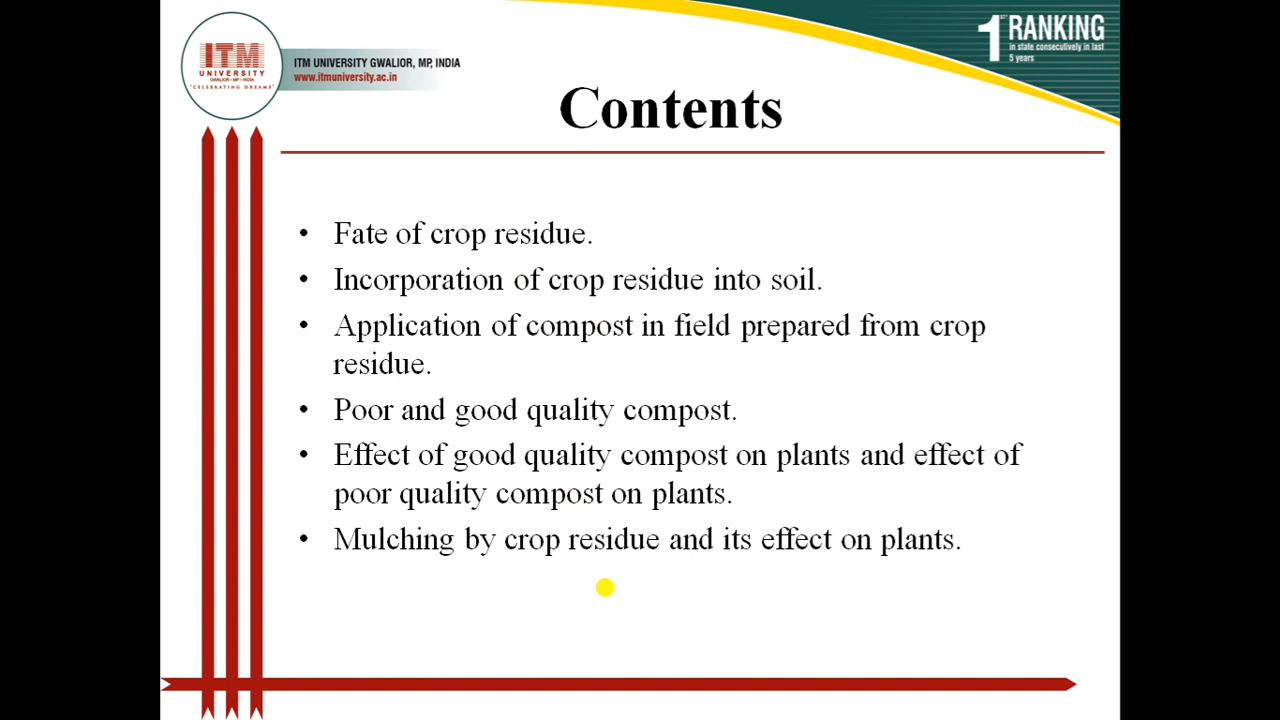 ITM
UNIVERSITY
GWALIOR • MP • INDIA
"CELEBRATING DREAMS"
ITM UNIVERSITY GWALIOR, MP, INDIA
www.itmuniversity.ac.in
1ST RANKING
in state consecutively in last
5 years
Contents
• Fate of crop residue.
• Incorporation of crop residue into soil.
• Application of compost in field prepared from crop
residue.
• Poor and good quality compost.
• Effect of good quality compost on plants and effect of
poor quality compost on plants.
• Mulching by crop residue and its effect on plants.